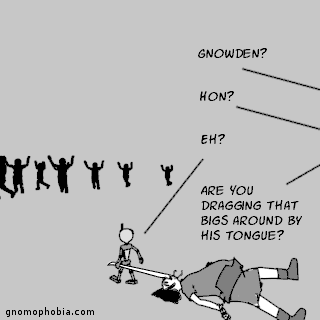 GNOWDEN?
HON?
EH?
ARE YOU
DRAGGING THAT
BIGS AROUND BY
HIS TONGUE?
gnomophobia.com